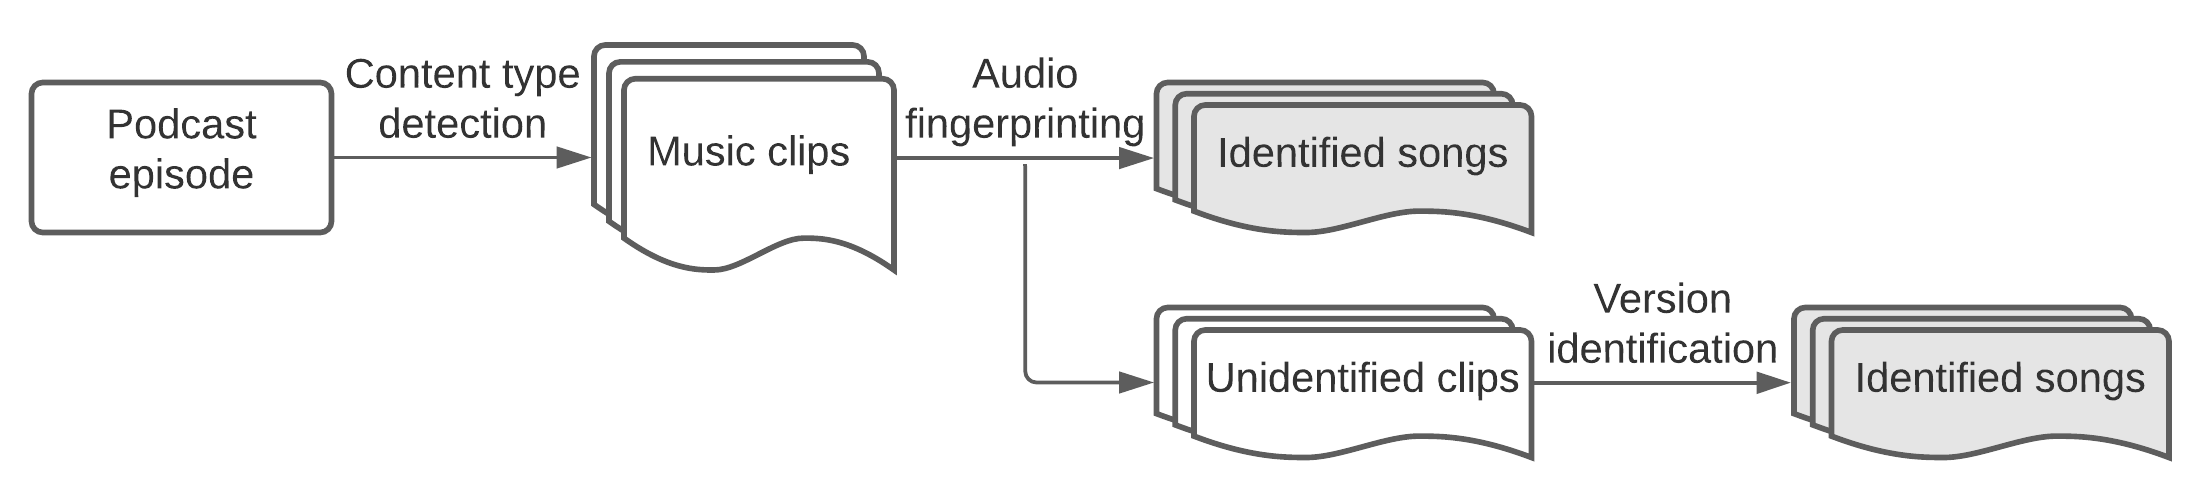 Podcast
episode
Content type
detection
Music clips
Audio
fingerprinting
Identified songs
Unidentified clips
Version
identification
Identified songs